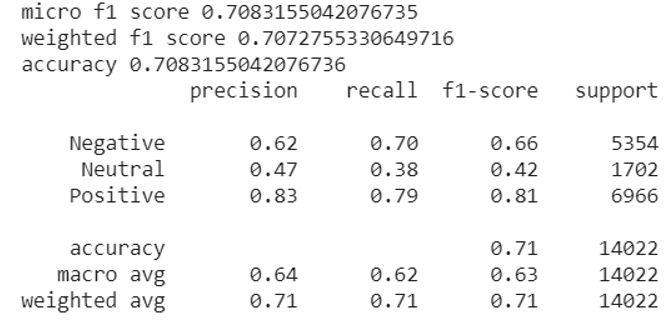 micro f1 score 0.7083155042076735
weighted f1 score 0.7072755330649716
accuracy 0.7083155042076736
precision recall f1-score support
Negative 0.62 0.70 0.66 5354
Neutral 0.47 0.38 0.42 1702
Positive 0.83 0.79 0.81 6966
accuracy 0.71 14022
macro avg 0.64 0.62 0.63 14022
weighted avg 0.71 0.71 0.71 14022